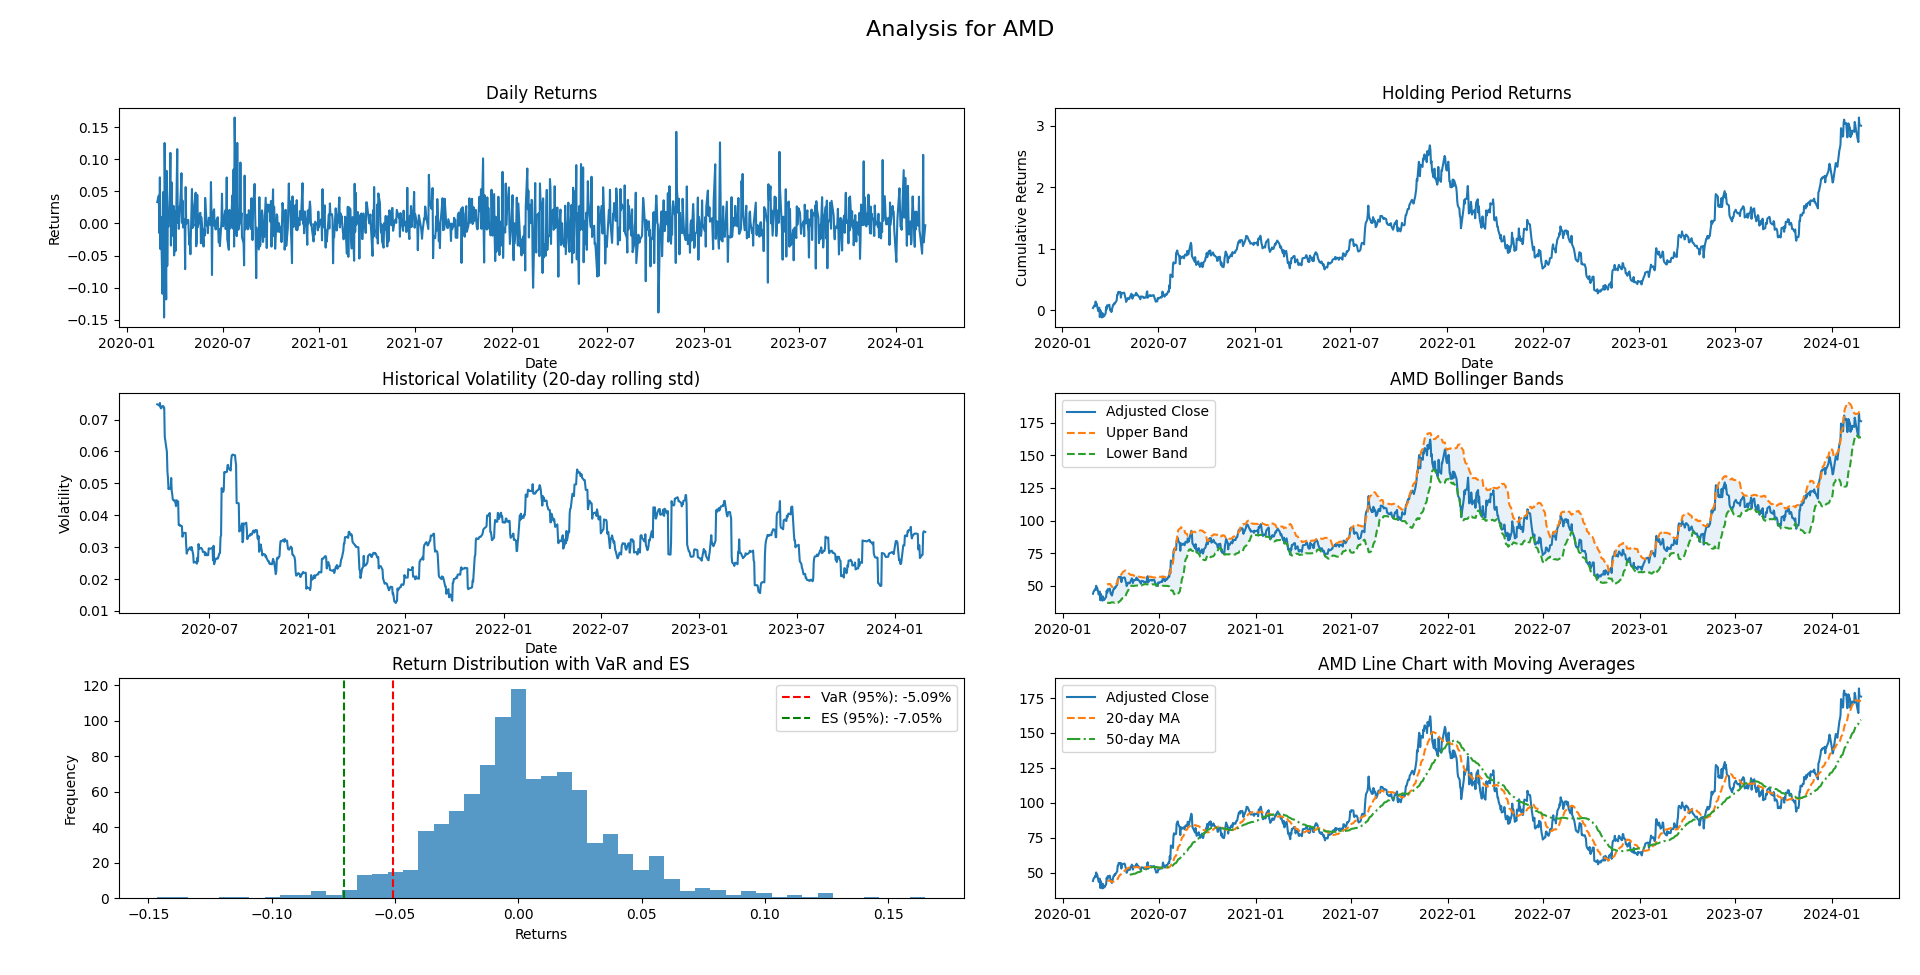 Analysis for AMD
Daily Returns
Returns
0.15
0.10
0.05
0.00
−0.05
−0.10
−0.15
2020-01 2020-07 2021-01 2021-07 2022-01 2022-07 2023-01 2023-07 2024-01
Date
Holding Period Returns
Cumulative Returns
3
2
1
0
2020-01 2020-07 2021-01 2021-07 2022-01 2022-07 2023-01 2023-07 2024-01
Date
Historical Volatility (20-day rolling std)
Volatility
0.07
0.06
0.05
0.04
0.03
0.02
0.01
2020-07 2021-01 2021-07 2022-01 2022-07 2023-01 2023-07 2024-01
Date
AMD Bollinger Bands
Adjusted Close
Upper Band
Lower Band
175
150
125
100
75
50
2020-01 2020-07 2021-01 2021-07 2022-01 2022-07 2023-01 2023-07 2024-01
Return Distribution with VaR and ES
VaR (95%): -5.09%
ES (95%): -7.05%
Frequency
120
100
80
60
40
20
0
−0.15 −0.10 −0.05 0.00 0.05 0.10 0.15
Returns
AMD Line Chart with Moving Averages
Adjusted Close
20-day MA
50-day MA
175
150
125
100
75
50
2020-01 2020-07 2021-01 2021-07 2022-01 2022-07 2023-01 2023-07 2024-01